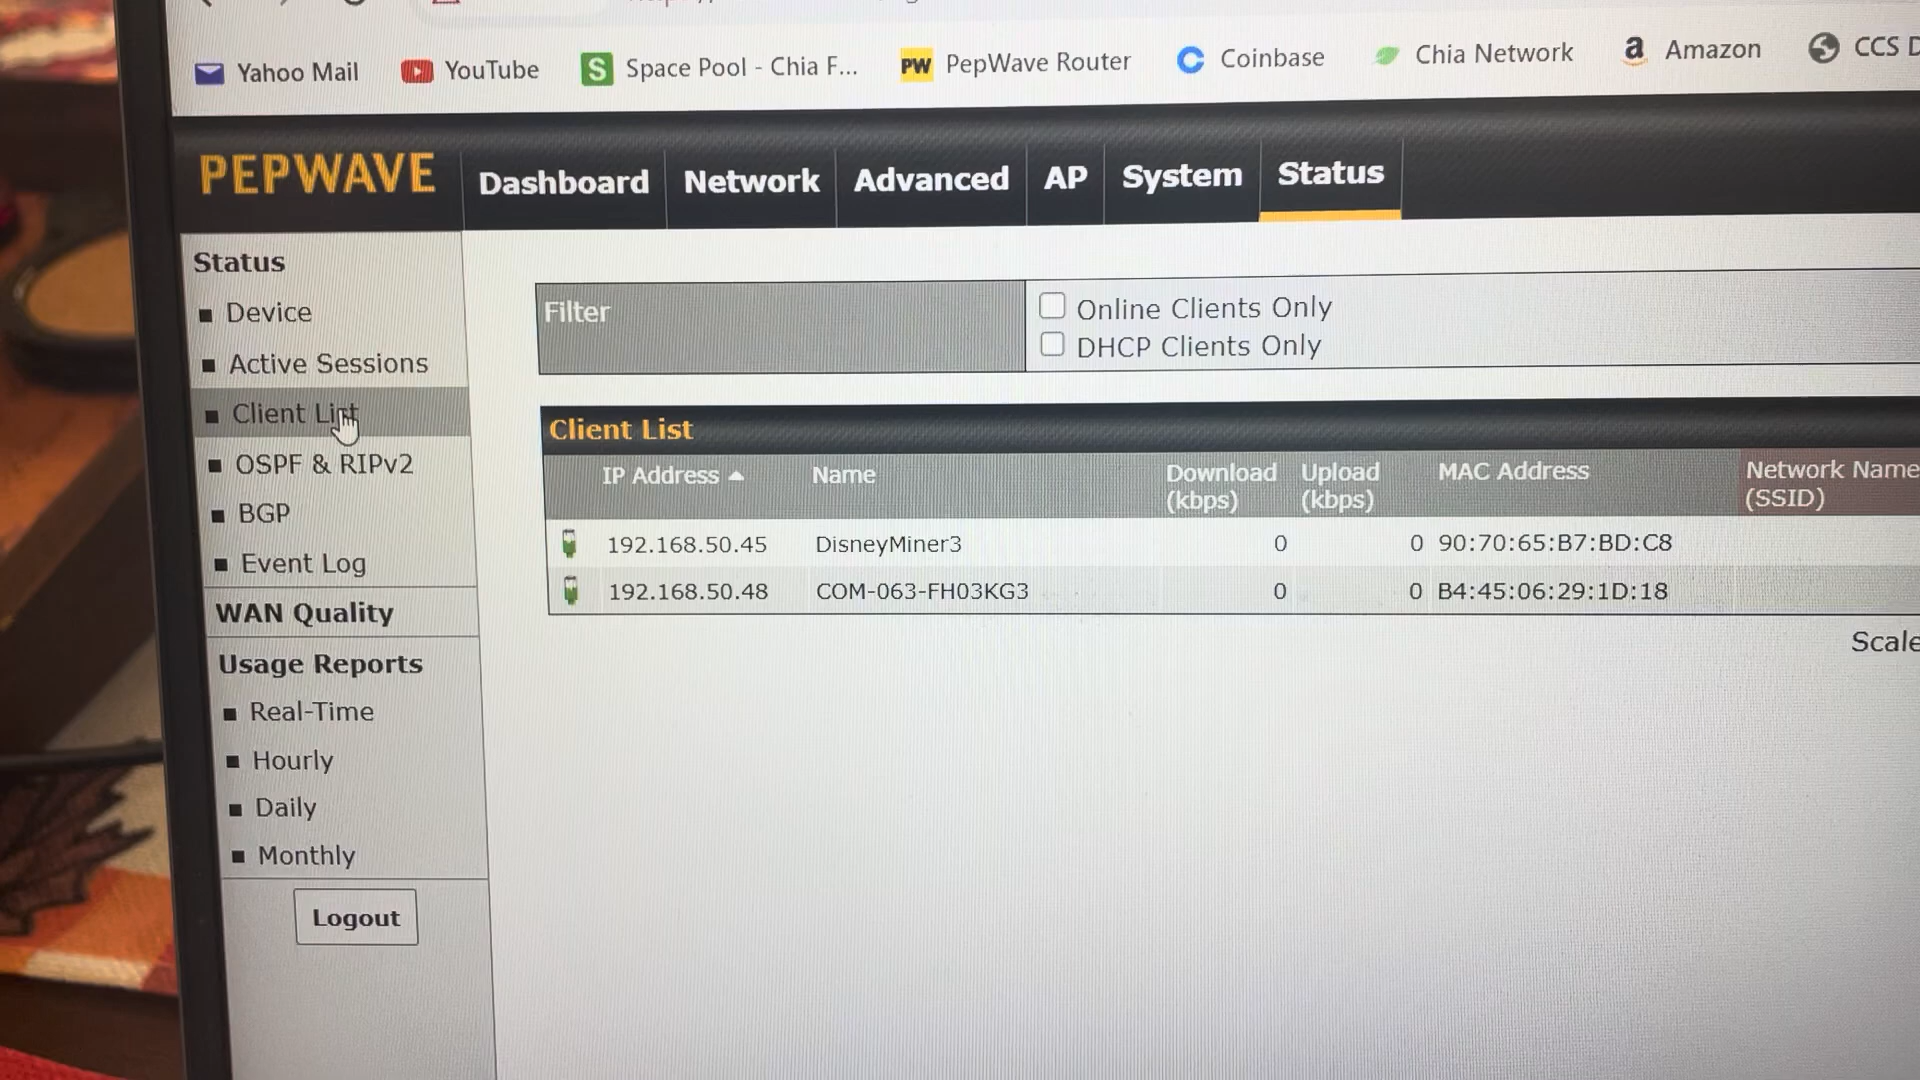 Yahoo Mail YouTube Space Pool - Chia F... PepWave Router Coinbase Chia Network Amazon CCS
PEPWAVE Dashboard Network Advanced AP System Status
Status
Device
Active Sessions
Client List
OSPF & RIPv2
BGP
Event Log
WAN Quality
Usage Reports
Real-Time
Hourly
Daily
Monthly
Logout
Filter
Online Clients Only
DHCP Clients Only
Client List
IP Address Name Download (kbps) Upload (kbps) MAC Address Network Name (SSID)
192.168.50.45 DisneyMiner3 0 0 90:70:65:B7:BD:C8
192.168.50.48 COM-063-FH03KG3 0 0 B4:45:06:29:1D:18
Scale